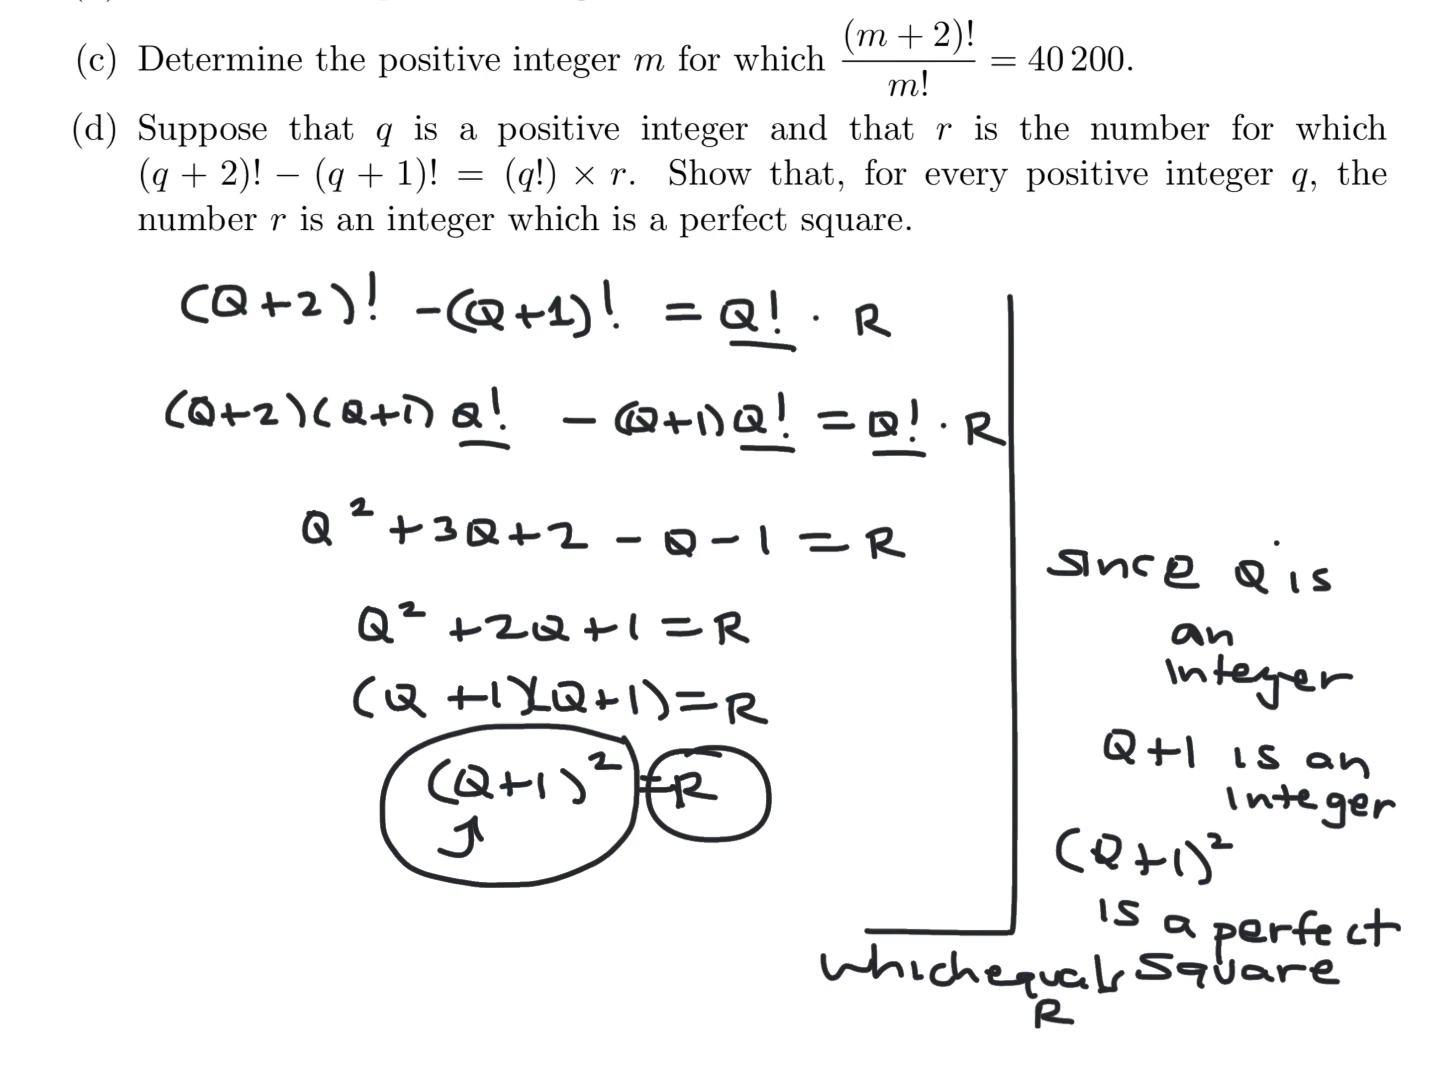 (c) Determine the positive integer m for which (m + 2)!/m! = 40 200.
(d) Suppose that q is a positive integer and that r is the number for which
(q + 2)! − (q + 1)! = (q!) × r. Show that, for every positive integer q, the
number r is an integer which is a perfect square.
(Q+2)! -(Q+1)! = Q! · R
(Q+2)(Q+1) Q! - (Q+1)Q! = Q! · R
Q² +3Q+2 - Q-1 = R
Q² +2Q+1 = R
(Q +1)(Q+1) = R
(Q+1)² = R
since Q is
an
integer
Q+1 is an
integer
(Q+1)²
is a perfect
square
which equals
R